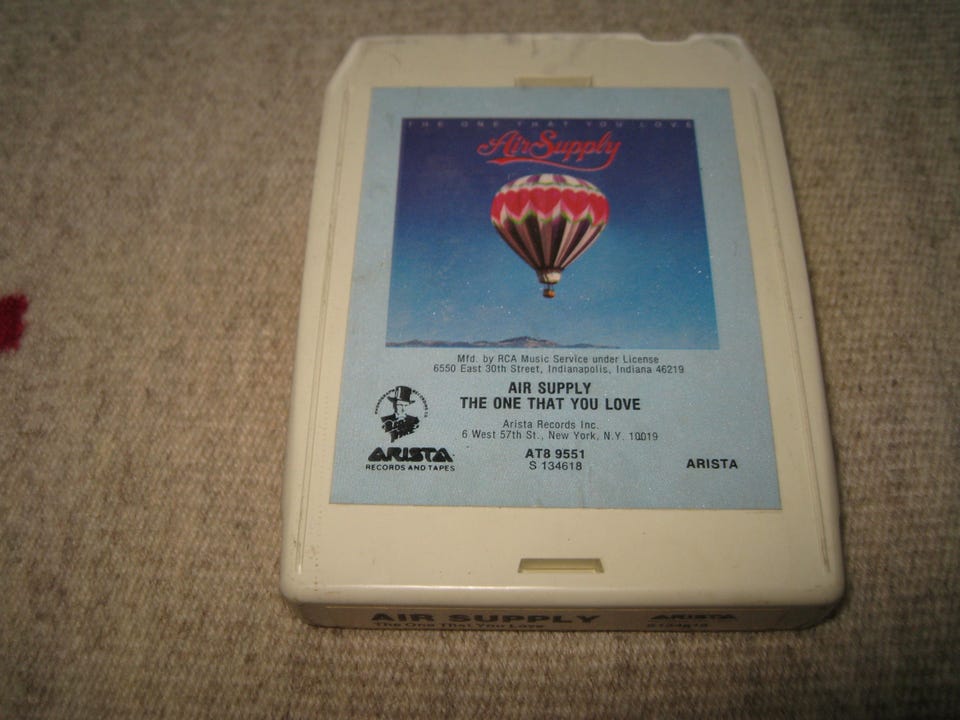 THE ONE THAT YOU LOVE
Air Supply
Mfd. by RCA Music Service under License
6550 East 30th Street, Indianapolis, Indiana 46219
AIR SUPPLY
THE ONE THAT YOU LOVE
Arista Records Inc.
6 West 57th St., New York, N.Y. 10019
AT8 9551
S 134618
ARISTA
RECORDS AND TAPES
ARISTA
AIR SUPPLY
The One That You Love
ARISTA
S134618